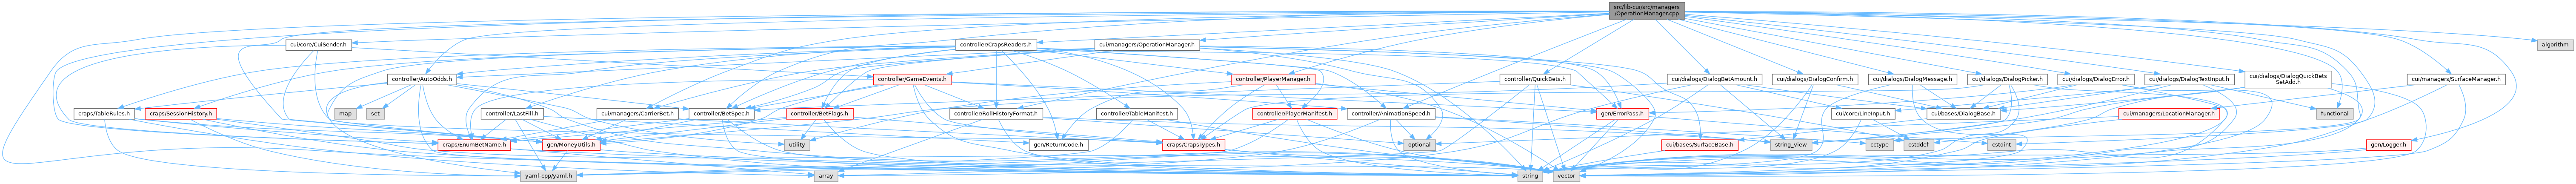 src/lib-cui/src/managers
/OperationManager.cpp
cui/core/CuiSender.h
controller/CrapsReaders.h
cui/managers/OperationManager.h
algorithm
controller/AutoOdds.h
controller/GameEvents.h
controller/PlayerManager.h
controller/QuickBets.h
cui/dialogs/DialogBetAmount.h
cui/dialogs/DialogConfirm.h
cui/dialogs/DialogMessage.h
cui/dialogs/DialogPicker.h
cui/dialogs/DialogError.h
cui/dialogs/DialogTextInput.h
cui/dialogs/DialogQuickBets
SetAdd.h
cui/managers/SurfaceManager.h
craps/TableRules.h
craps/SessionHistory.h
map
set
controller/LastFill.h
cui/managers/CarrierBet.h
controller/BetSpec.h
controller/BetFlags.h
controller/RollHistoryFormat.h
controller/TableManifest.h
controller/PlayerManifest.h
controller/AnimationSpeed.h
gen/ErrorPass.h
cui/core/LineInput.h
cui/bases/DialogBase.h
cui/managers/LocationManager.h
functional
craps/EnumBetName.h
gen/MoneyUtils.h
utility
gen/ReturnCode.h
craps/CrapsTypes.h
optional
cui/bases/SurfaceBase.h
string_view
cctype
cstddef
cstdint
gen/Logger.h
yaml-cpp/yaml.h
array
string
vector